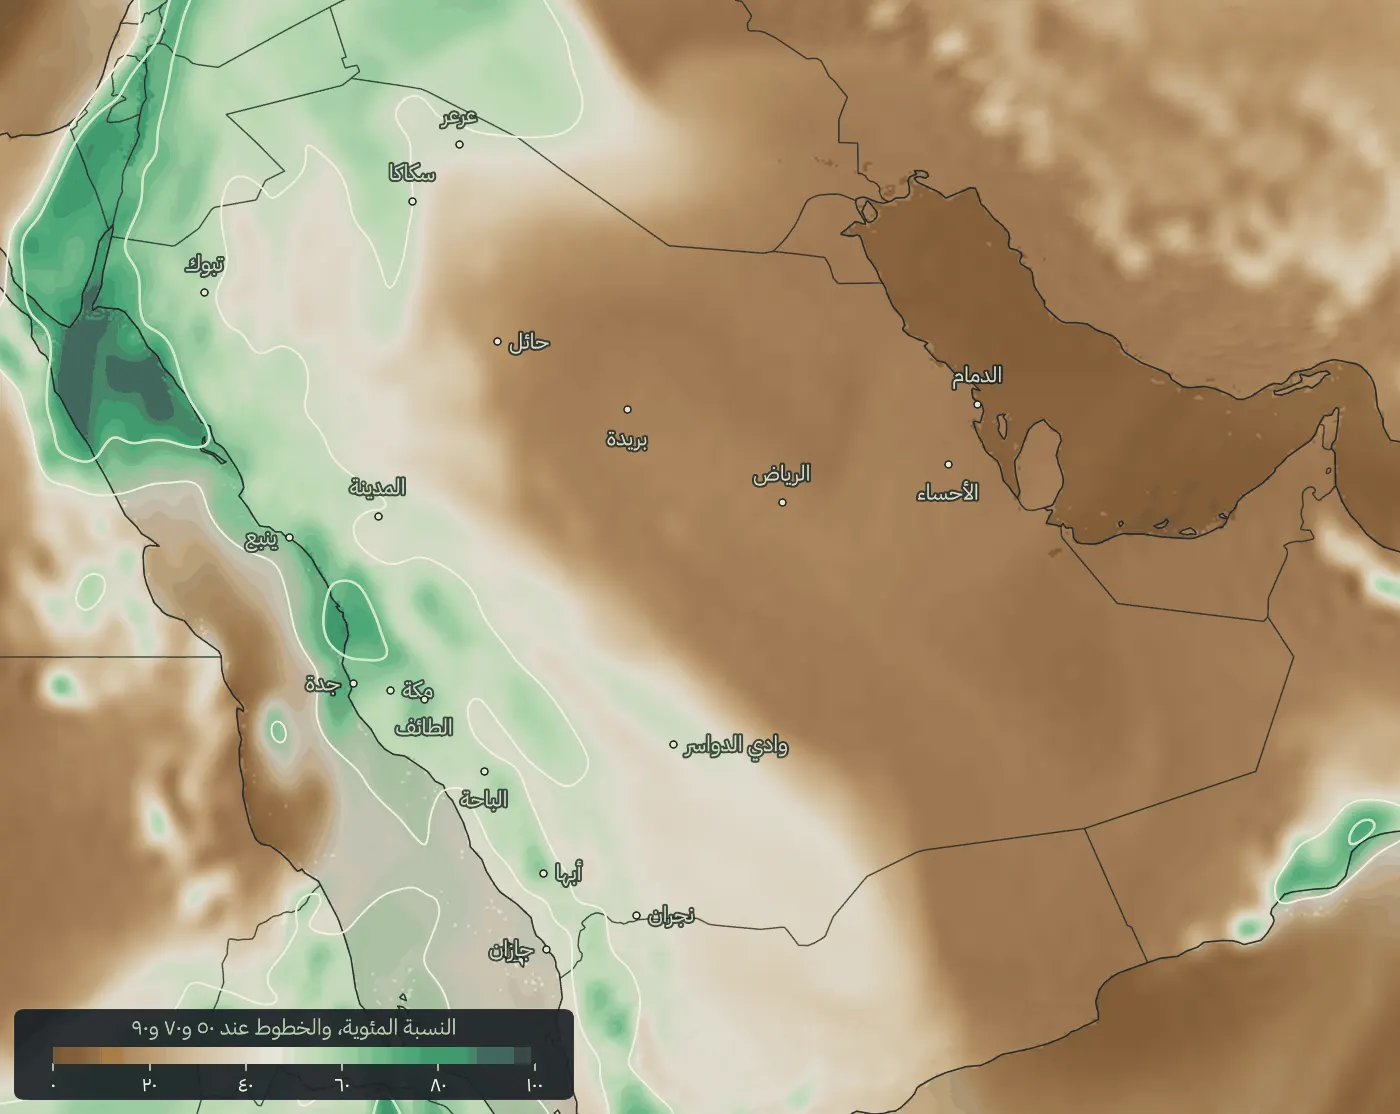 عرعر
سكاكا
تبوك
حائل
الدمام
بريدة
الرياض
المدينة
الأحساء
ينبع
جدة
مكة
الطائف
وادي الدواسر
الباحة
أبها
نجران
جازان
النسبة المئوية، والخطوط عند ٥٠ و٧٠ و٩٠
٠ ٢٠ ٤٠ ٦٠ ٨٠ ١٠٠